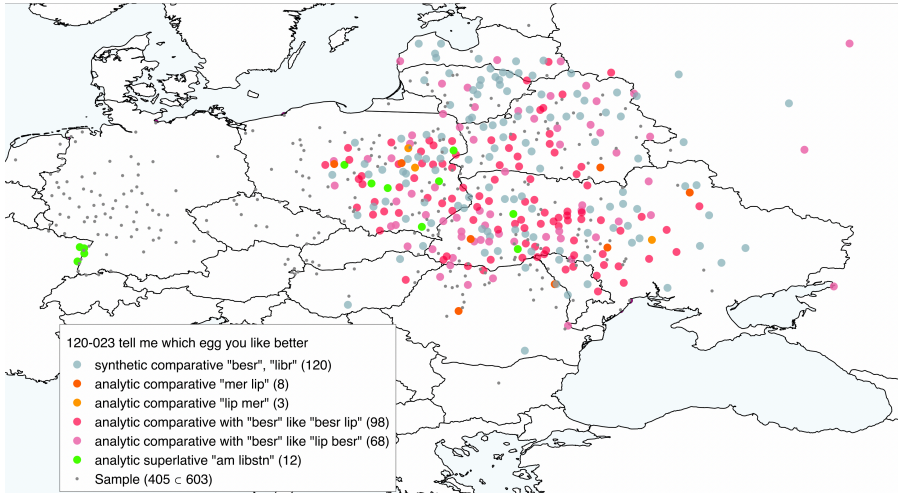 120-023 tell me which egg you like better
synthetic comparative "besr", "libr" (120)
analytic comparative "mer lip" (8)
analytic comparative "lip mer" (3)
analytic comparative with "besr" like "besr lip" (98)
analytic comparative with "besr" like "lip besr" (68)
analytic superlative "am libstn" (12)
Sample (405 ⊂ 603)